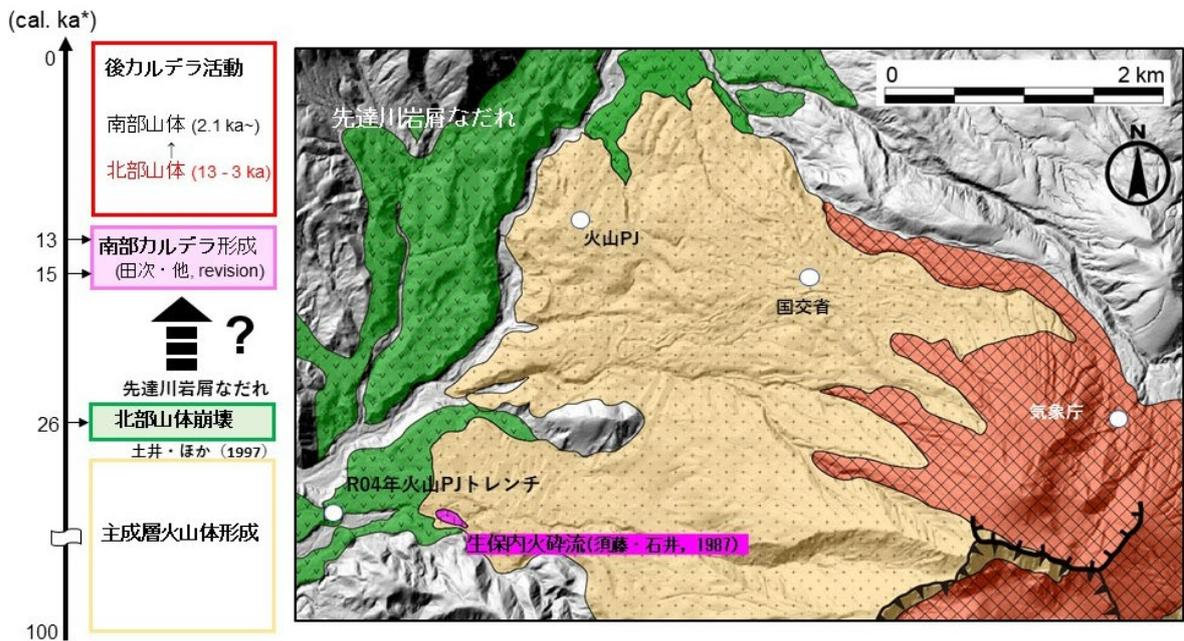 (cal. ka*)
0
後カルデラ活動
南部山体 (2.1 ka~)
↑
北部山体 (13 - 3 ka)
13
15
南部カルデラ形成
(田次・他, revision)
?
先達川岩屑なだれ
26
北部山体崩壊
土井・ほか（1997）
主成層火山体形成
100
先達川岩屑なだれ
0 2 km
N
火山PJ
国交省
気象庁
R04年火山PJトレンチ
生保内火砕流(須藤・石井, 1987)